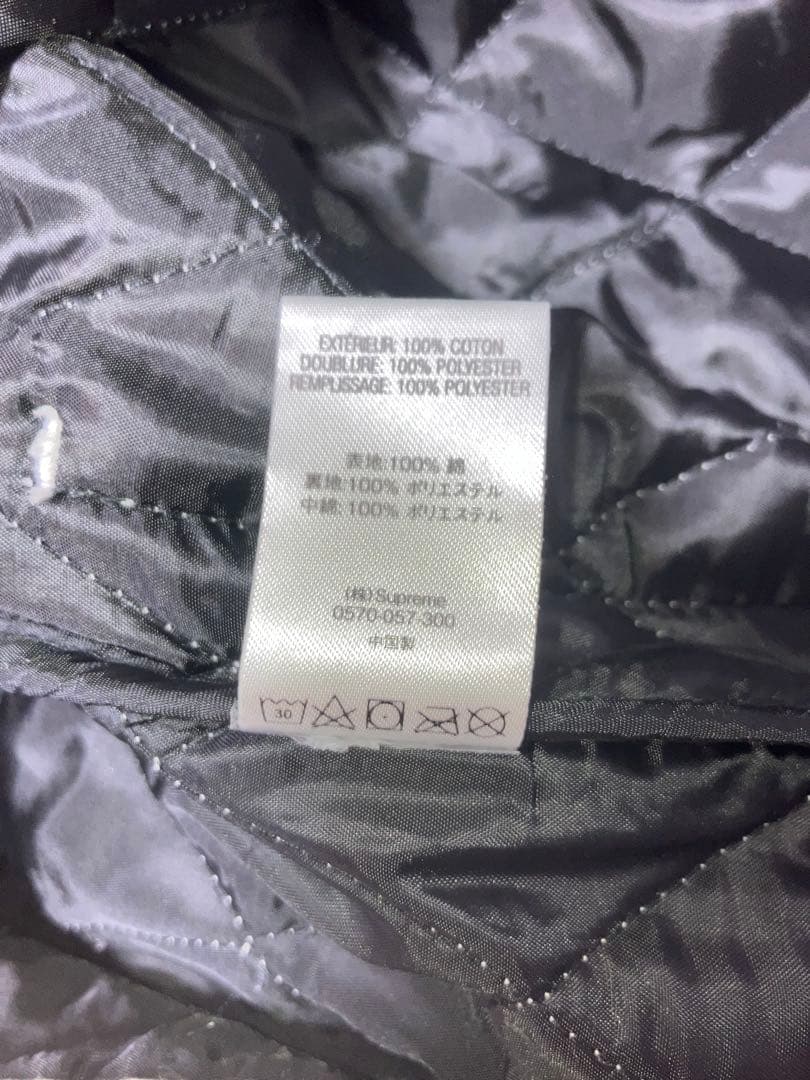 EXTÉRIEUR: 100% COTON
DOUBLURE: 100% POLYESTER
REMPLISSAGE: 100% POLYESTER
表地:100% 綿
裏地:100% ポリエステル
中綿:100% ポリエステル
(株)Supreme
0570-057-300
中国製
30